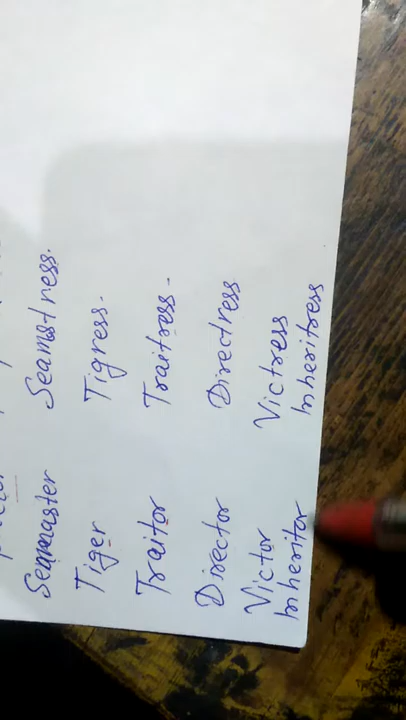 Seamaster Seamstress.
Tiger Tigress.
Traitor Traitress.
Director Directress
Victor Victress
Inheritor Inheritress